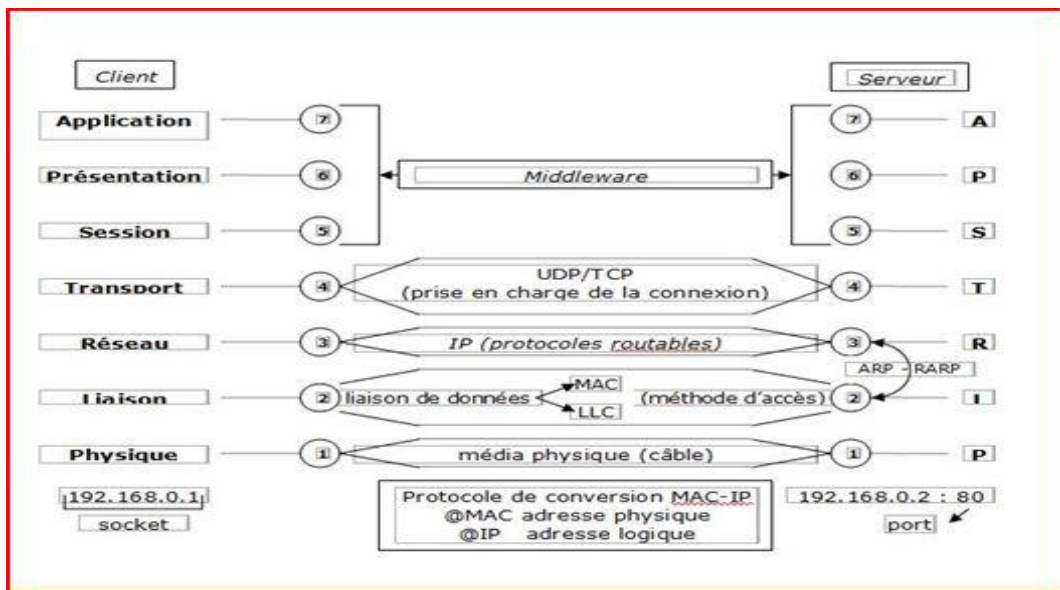 Client Serveur
Application 7 7 A
Présentation 6 Middleware 6 P
Session 5 5 S
UDP/TCP
Transport 4 (prise en charge de la connexion) 4 T
Réseau 3 IP (protocoles routables) 3 R
ARP - RARP
MAC
Liaison 2 liaison de données (méthode d'accès) 2 L
LLC
Physique 1 média physique (câble) 1 P
192.168.0.1 Protocole de conversion MAC-IP 192.168.0.2 : 80
socket @MAC adresse physique port
@IP adresse logique